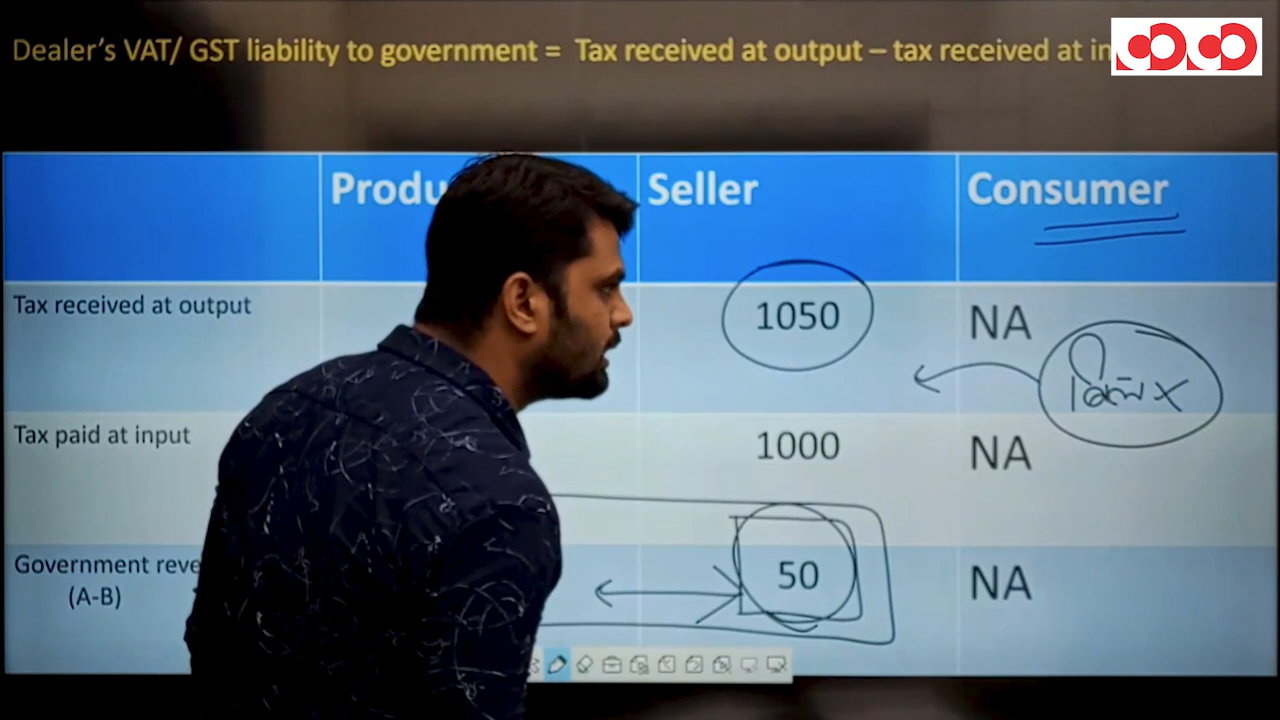 Dealer's VAT/ GST liability to government = Tax received at output – tax received at in
Produ Seller Consumer
Tax received at output 1050 NA
Tax paid at input 1000 NA
Government reve 50 NA
(A-B)